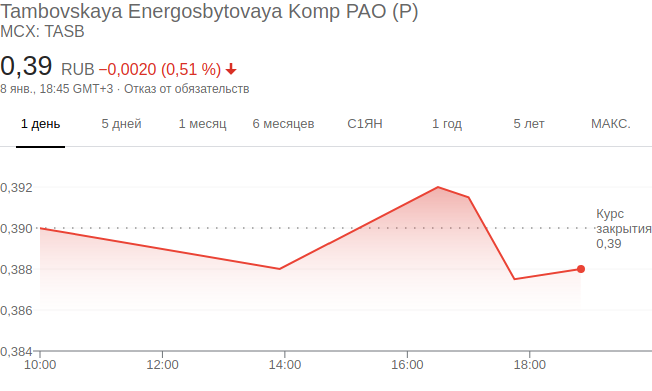 Tambovskaya Energosbytovaya Komp PAO (P)
MCX: TASB
0,39 RUB −0,0020 (0,51 %)
8 янв., 18:45 GMT+3 · Отказ от обязательств
1 день 5 дней 1 месяц 6 месяцев С1ЯН 1 год 5 лет МАКС.
0,392
Курс
0,390 закрытия
0,39
0,388
0,386
0,384
10:00 12:00 14:00 16:00 18:00